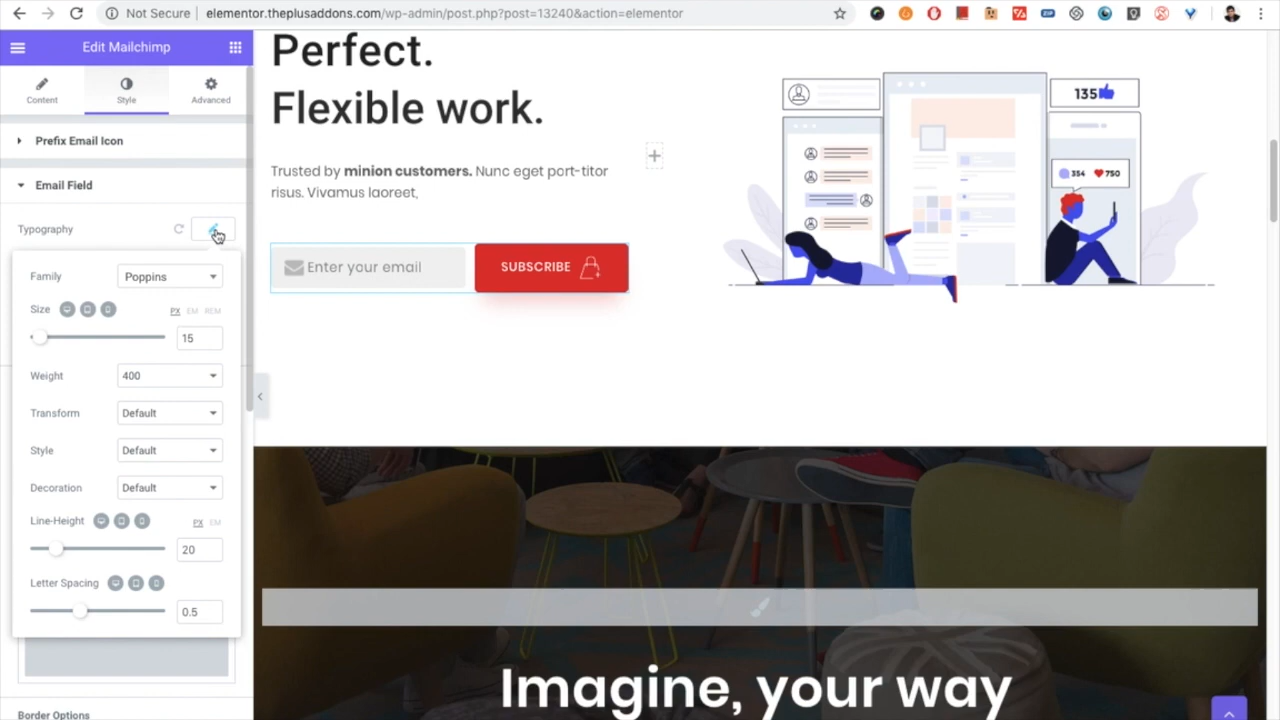 Not Secure
elementor.theplusaddons.com/wp-admin/post.php?post=13240&action=elementor
Edit Mailchimp
Content
Style
Advanced
Prefix Email Icon
Email Field
Typography
Family
Poppins
Size
PX EM REM
15
Weight
400
Transform
Default
Style
Default
Decoration
Default
Line-Height
PX EM
20
Letter Spacing
0.5
Border Options
Perfect.
Flexible work.
Trusted by minion customers. Nunc eget port-titor
risus. Vivamus laoreet,
Enter your email
SUBSCRIBE
135
354
750
Imagine, your way